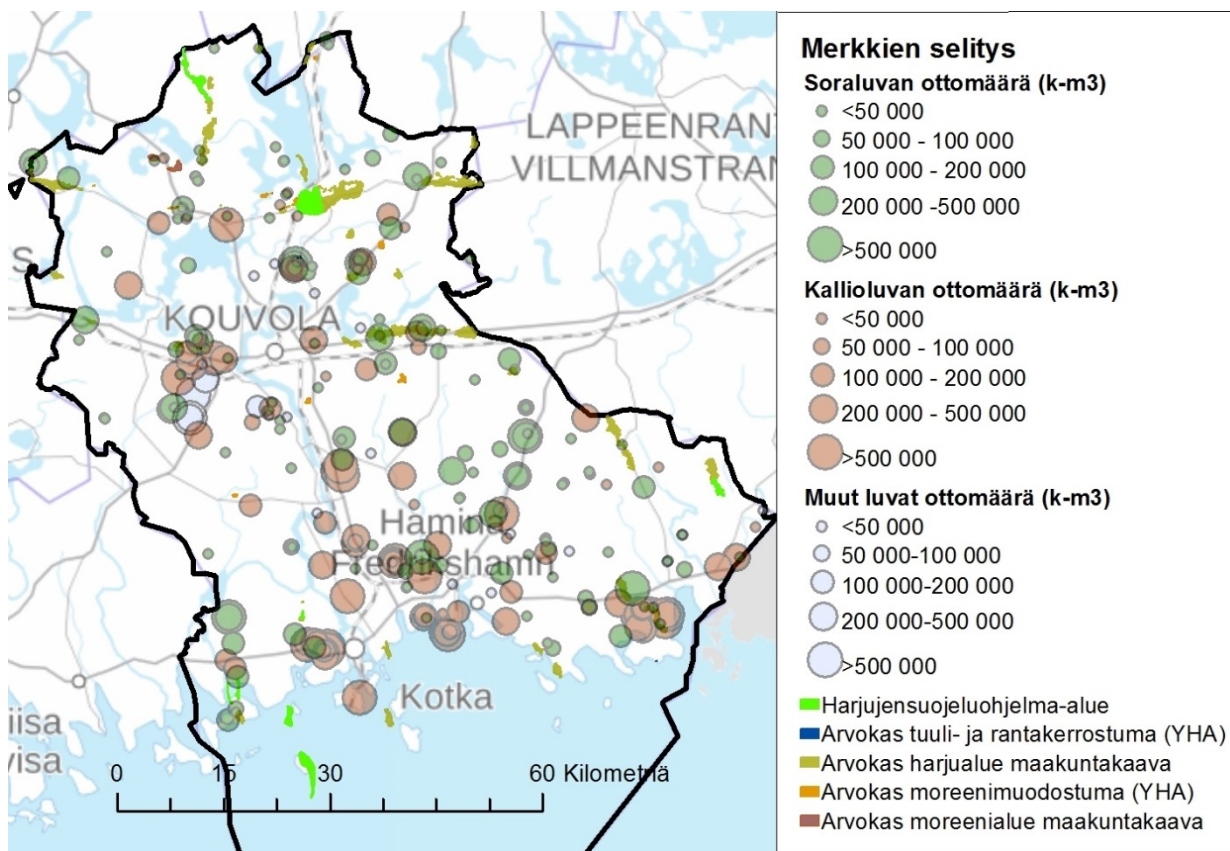 LAPPEENRAN
VILLMANSTRAN
S
KOUVOLA
Hamina
Fredrikshamn
Kotka
iisa
visa
0 15 30 60 Kilometriä
Merkkien selitys
Soraluvan ottomäärä (k-m3)
<50 000
50 000 - 100 000
100 000 - 200 000
200 000 -500 000
>500 000
Kallioluvan ottomäärä (k-m3)
<50 000
50 000 - 100 000
100 000 - 200 000
200 000 - 500 000
>500 000
Muut luvat ottomäärä (k-m3)
<50 000
50 000-100 000
100 000-200 000
200 000-500 000
>500 000
Harjujensuojeluohjelma-alue
Arvokas tuuli- ja rantakerrostuma (YHA)
Arvokas harjualue maakuntakaava
Arvokas moreenimuodostuma (YHA)
Arvokas moreenialue maakuntakaava